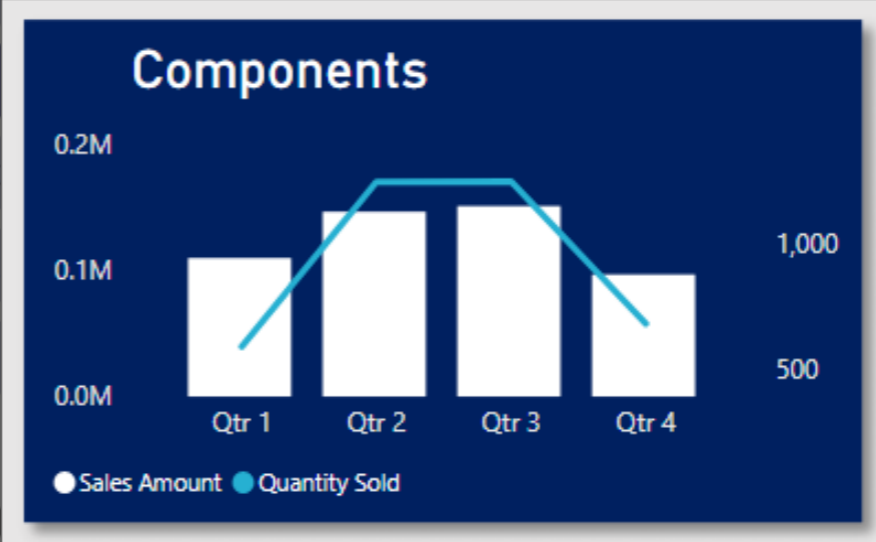 Components
0.2M
0.1M
0.0M
1,000
500
Qtr 1 Qtr 2 Qtr 3 Qtr 4
Sales Amount Quantity Sold